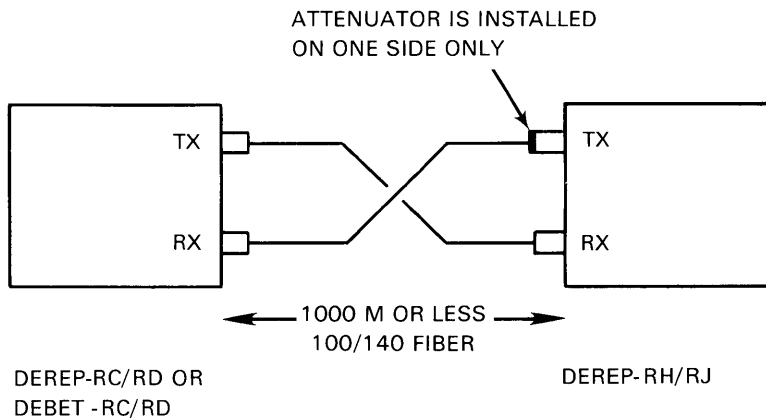 ATTENUATOR IS INSTALLED
ON ONE SIDE ONLY
TX
TX
RX
RX
1000 M OR LESS
100/140 FIBER
DEREP-RC/RD OR
DEBET -RC/RD
DEREP-RH/RJ